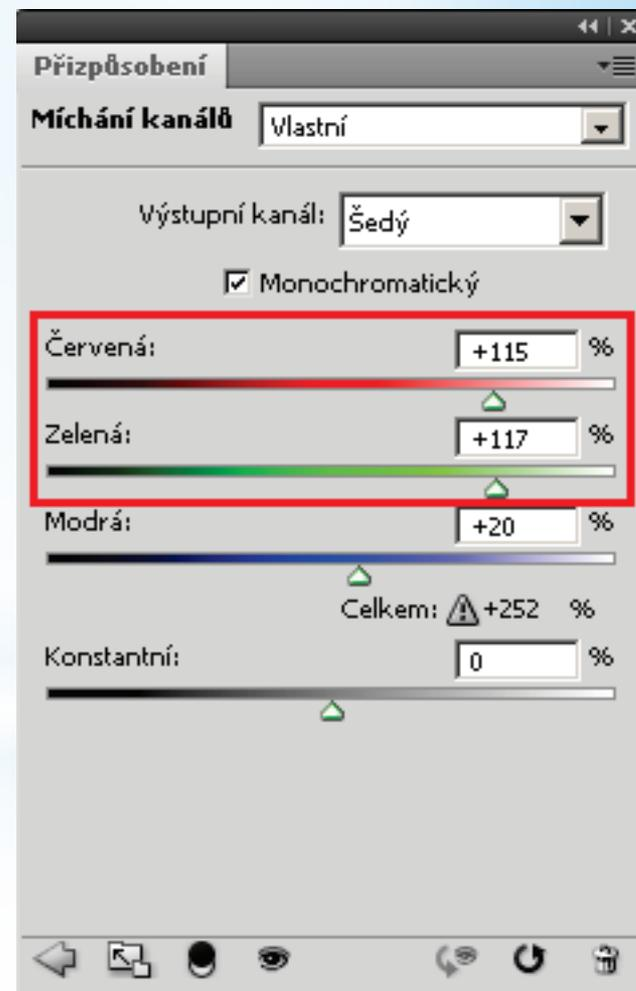 Přizpůsobení
Míchání kanálů Vlastní
Výstupní kanál: Šedý
Monochromatický
Červená: +115 %
Zelená: +117 %
Modrá: +20 %
Celkem: +252 %
Konstantní: 0 %